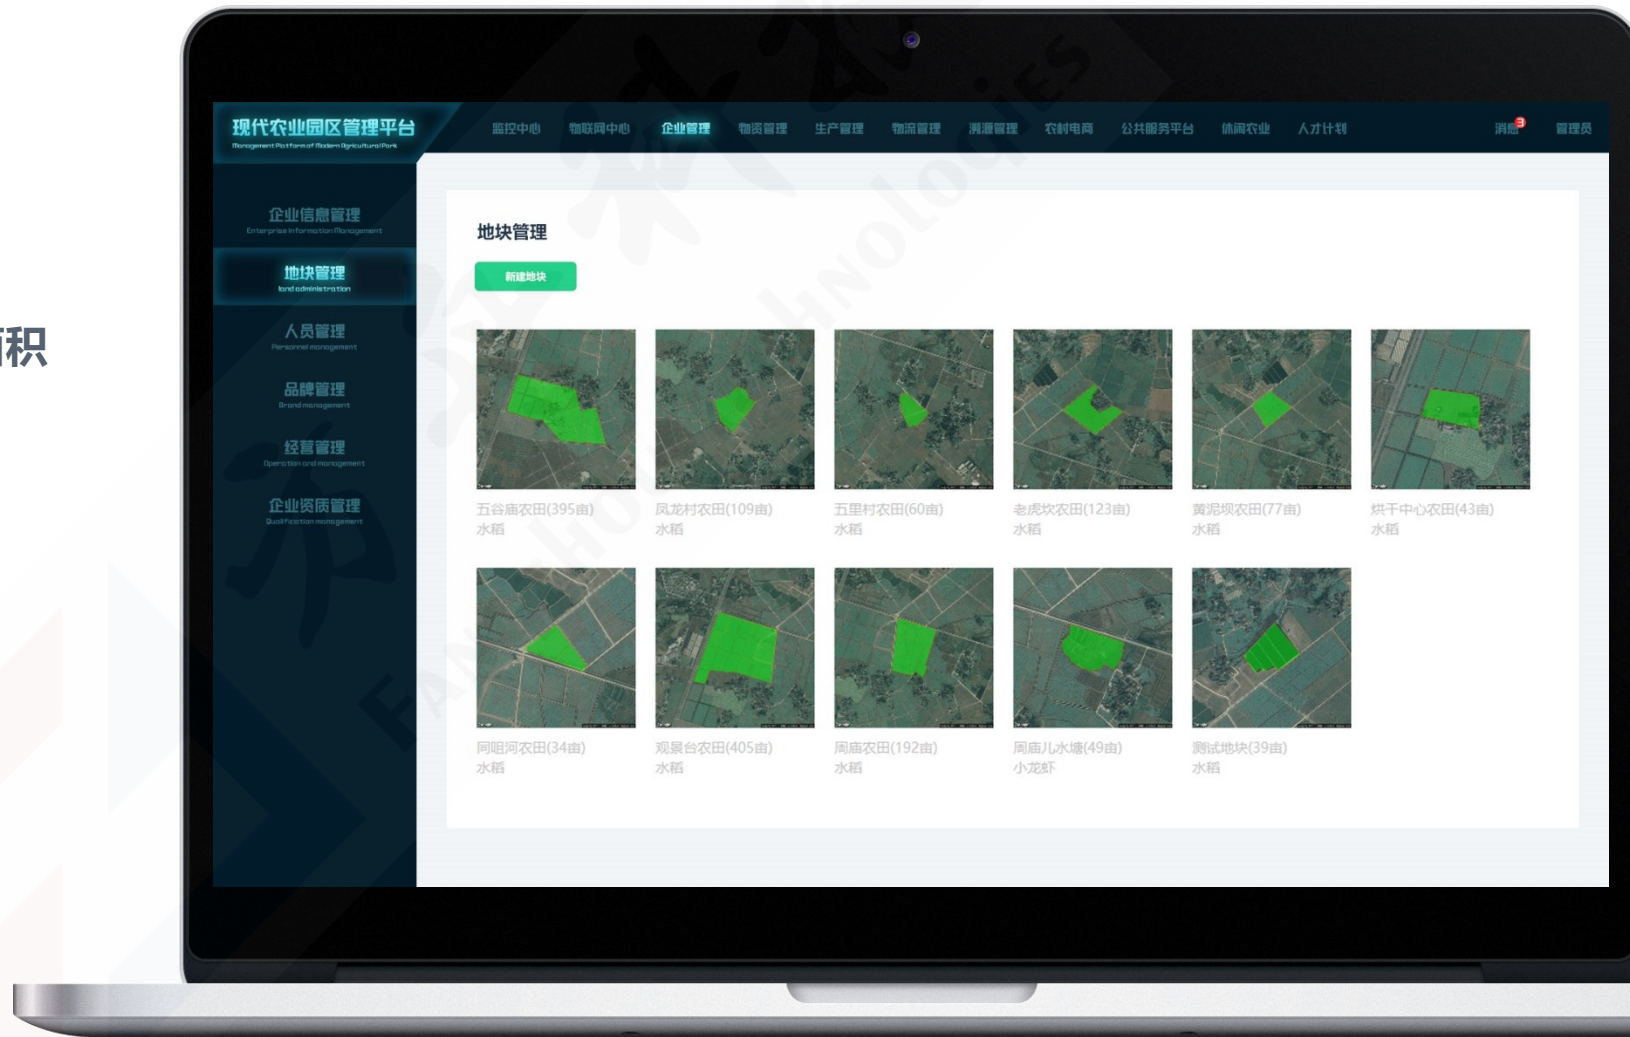 现代农业园区管理平台
Management Platform of Modern Agricultural Park
监控中心 物联网中心 企业管理 物资管理 生产管理 物流管理 溯源管理 农村电商 公共服务平台 休闲农业 人才计划 消息 3 管理员
企业信息管理
Enterprise Information Management
地块管理
land administration
人员管理
Personnel management
品牌管理
Brand management
经营管理
Operation and management
企业资质管理
Qualification management
积
地块管理
新建地块
五谷庙农田(395亩) 凤龙村农田(109亩) 五里村农田(60亩) 老虎坎农田(123亩) 黄泥坝农田(77亩) 烘干中心农田(43亩)
水稻 水稻 水稻 水稻 水稻 水稻
同咀河农田(34亩) 观景台农田(405亩) 周庙农田(192亩) 周庙儿水塘(49亩) 测试地块(39亩)
水稻 水稻 水稻 小龙虾 水稻